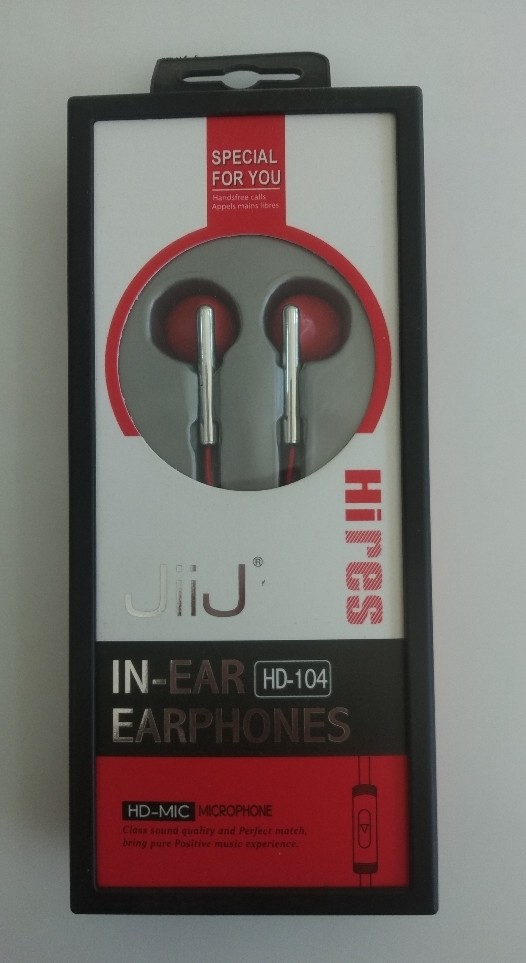 SPECIAL
FOR YOU
Handsfree calls
Appels mains libres
Hires
JiiJ®
IN-EAR HD-104
EARPHONES
HD-MIC MICROPHONE
Class sound quality and Perfect match,
bring pure Positive music experience.